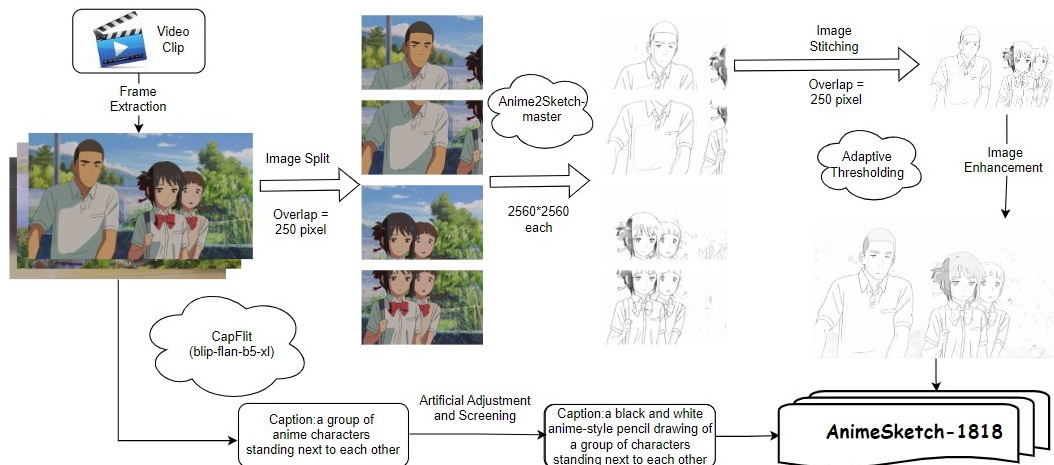 Video
Clip
Frame
Extraction
Image Split
Overlap =
250 pixel
Anime2Sketch-
master
2560*2560
each
Image
Stitching
Overlap =
250 pixel
Adaptive
Thresholding
Image
Enhancement
CapFlit
(blip-flan-b5-xl)
Caption:a group of
anime characters
standing next to each other
Artificial Adjustment
and Screening
Caption:a black and white
anime-style pencil drawing of
a group of characters
standing next to each other
AnimeSketch-1818